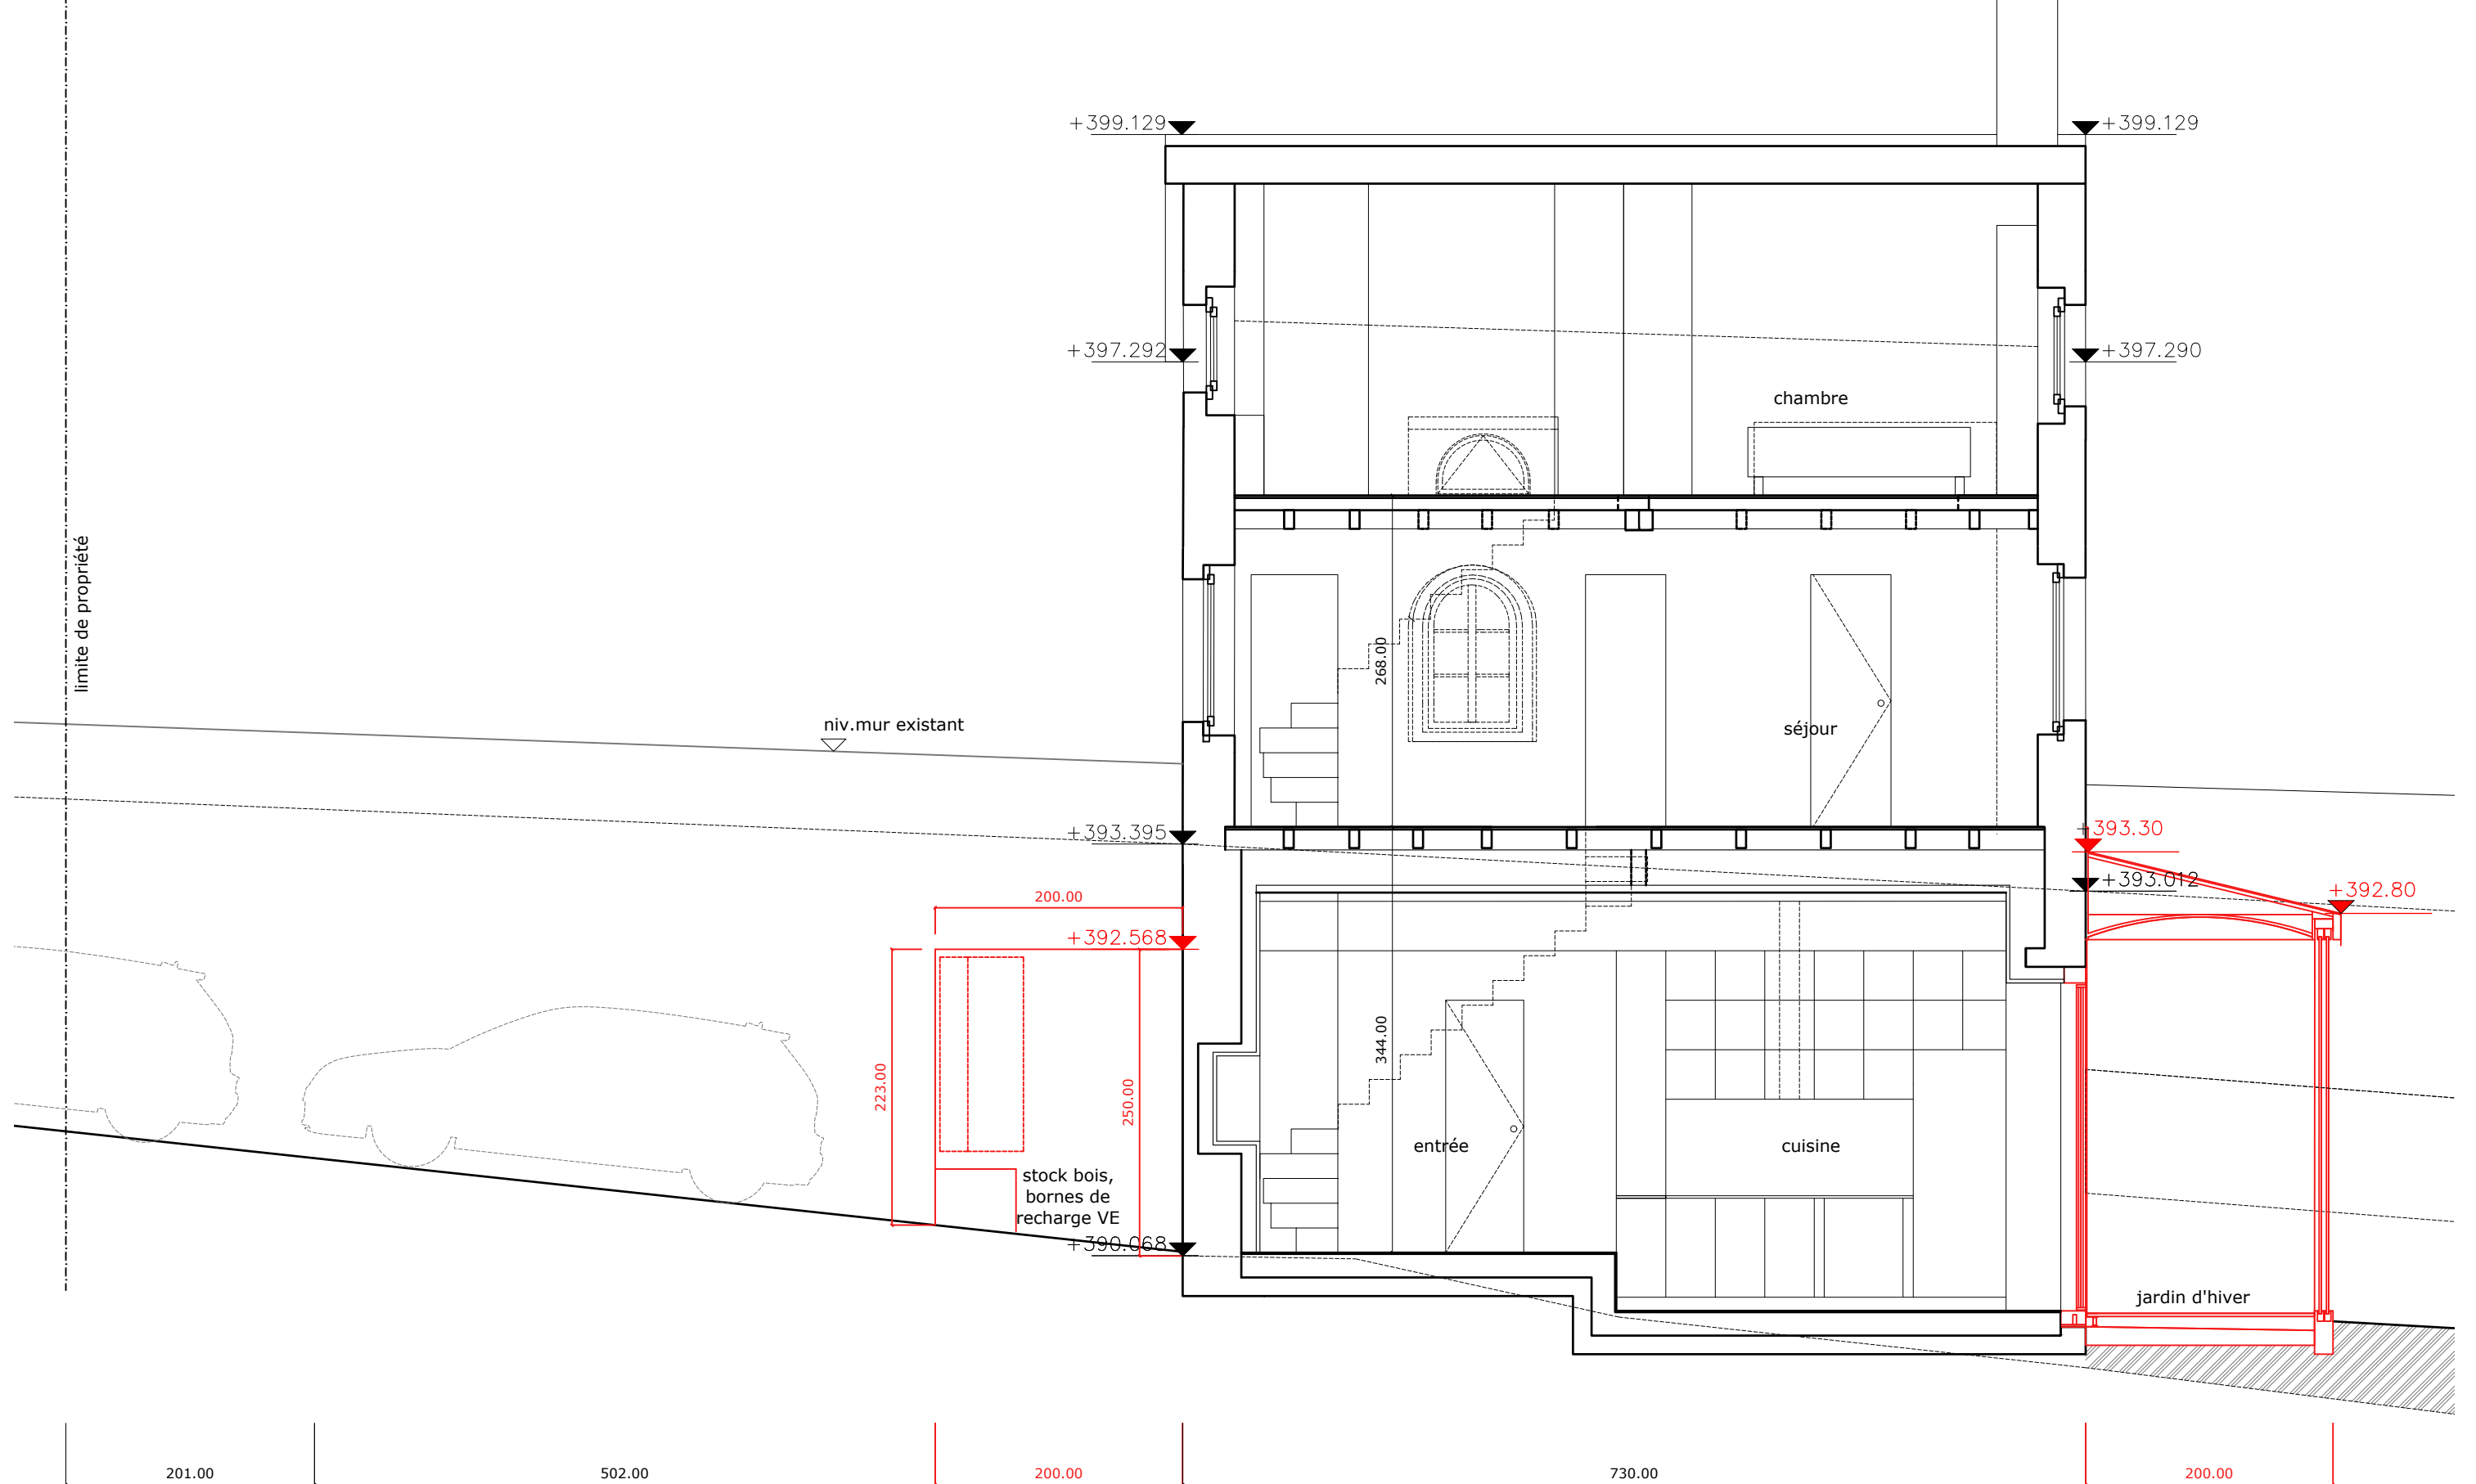 +399.129
+399.129
+397.292
+397.290
chambre
limite de propriété
268.00
niv.mur existant
séjour
+393.395
+393.30
+393.012
+392.80
200.00
+392.568
223.00
250.00
344.00
entrée
cuisine
stock bois,
bornes de
recharge VE
+390.068
jardin d'hiver
201.00
502.00
200.00
730.00
200.00